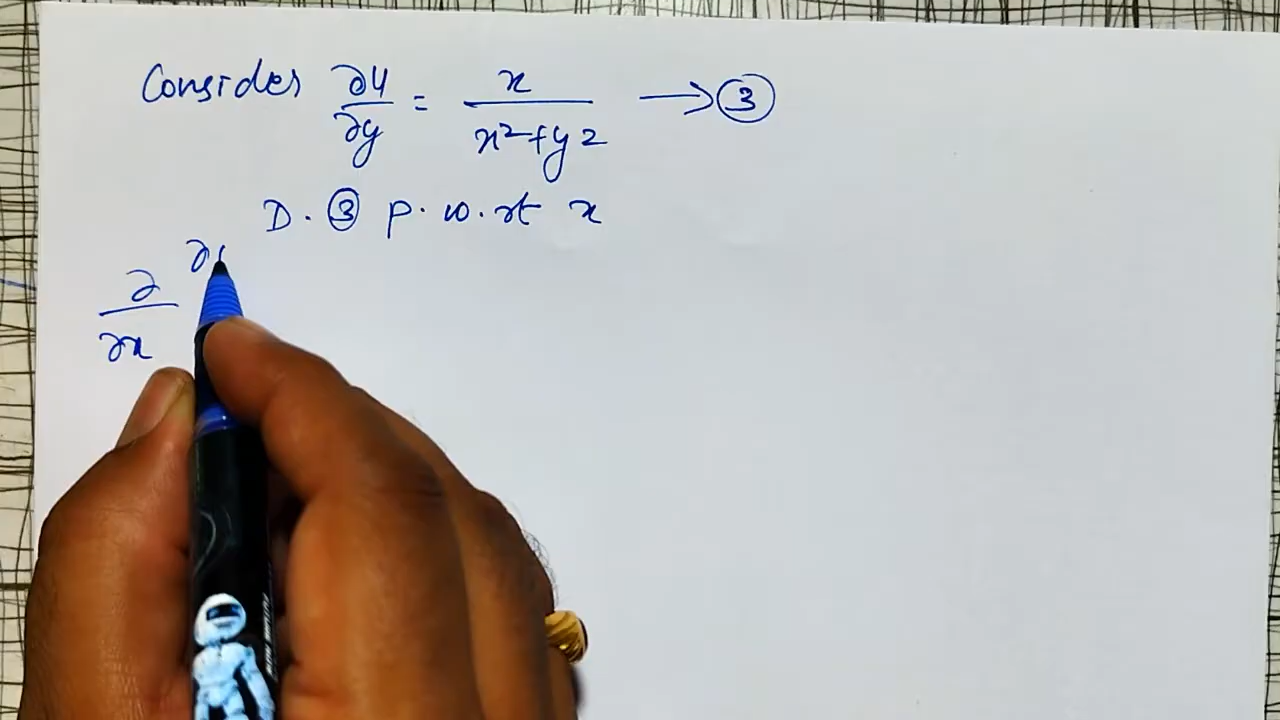 Consider ∂u/∂y = x/(x²+y²) → ③
D. ③ p. w. r t x
∂/∂x ∂